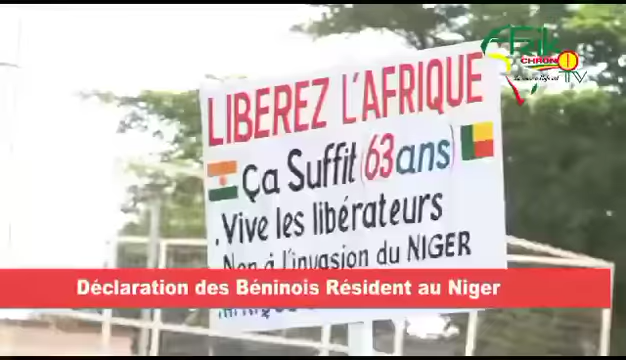 AFRik
CHRONO
TV
LIBEREZ L'AFRIQUE
Ça Suffit (63 ans)
.Vive les libérateurs
Non à l'invasion du NIGER
Déclaration des Béninois Résident au Niger